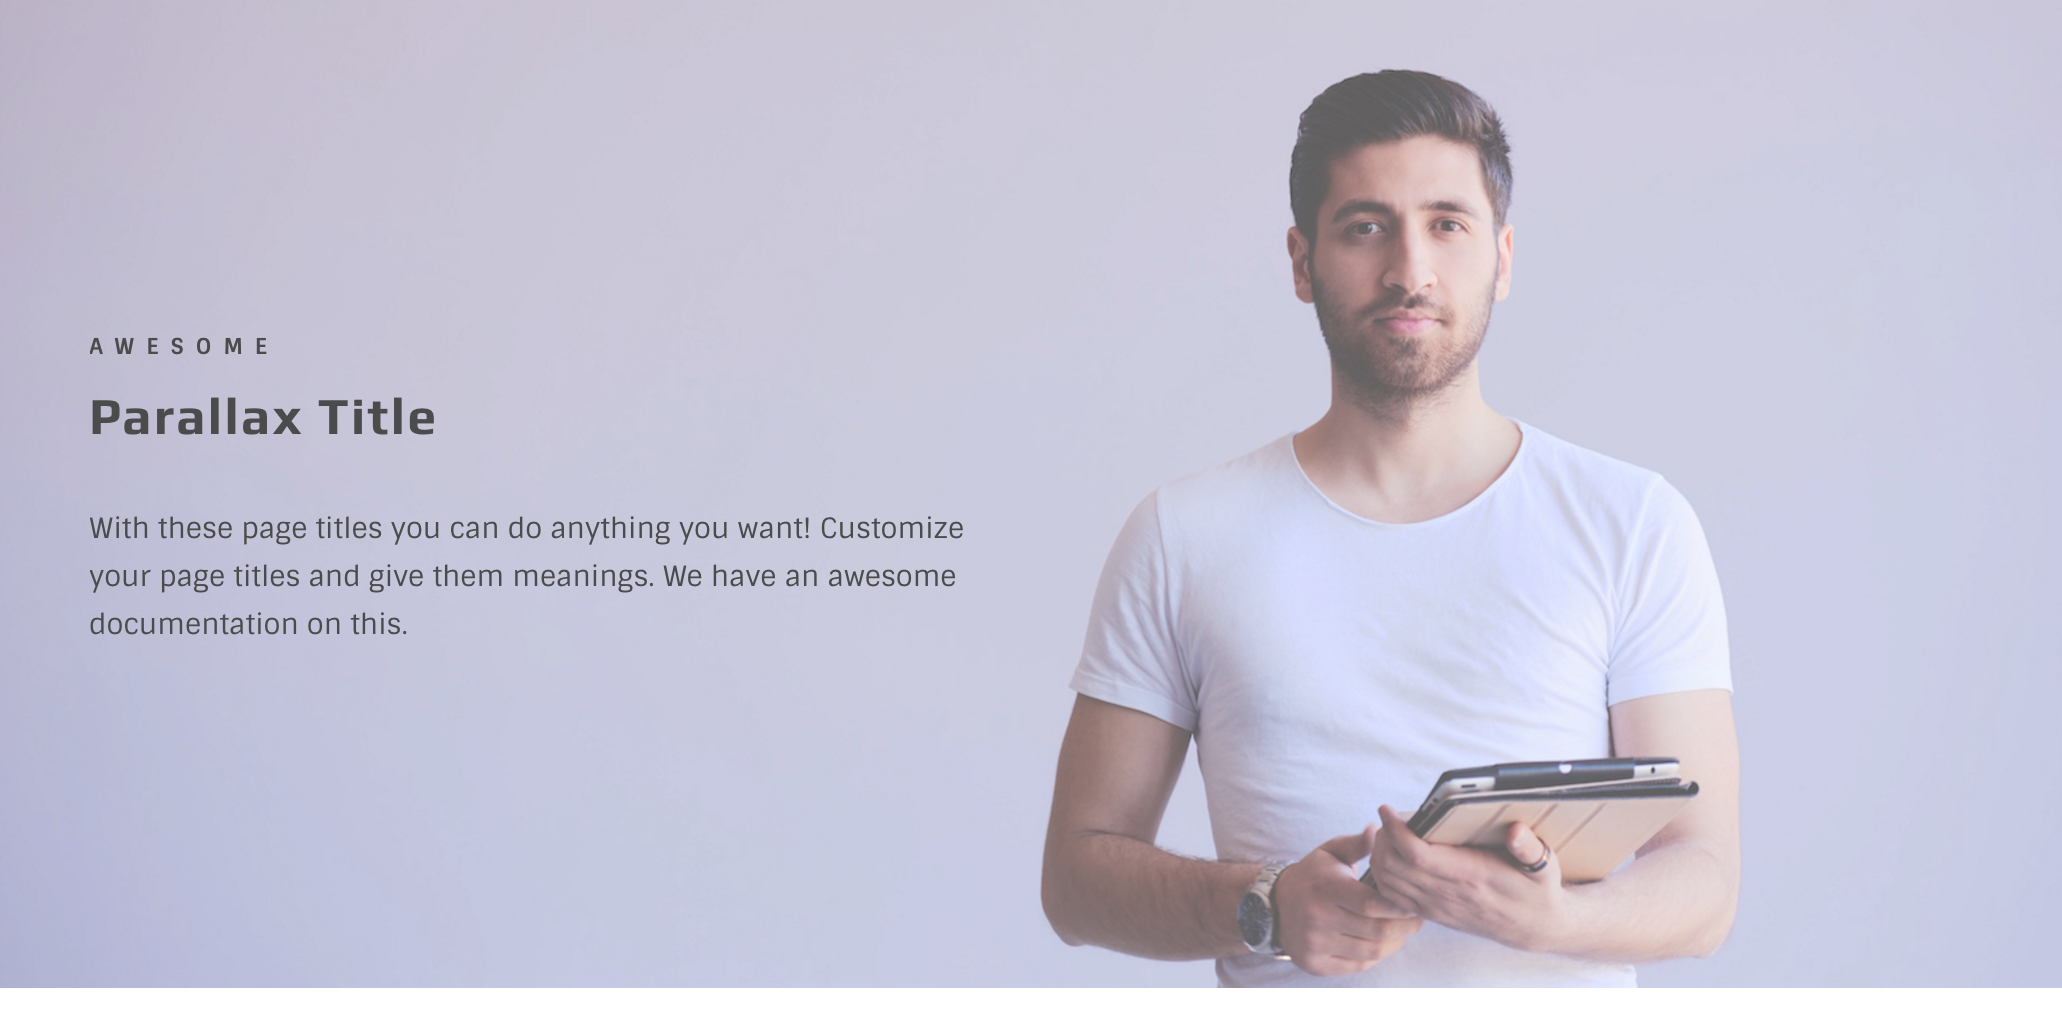 AWESOME
Parallax Title
With these page titles you can do anything you want! Customize
your page titles and give them meanings. We have an awesome
documentation on this.